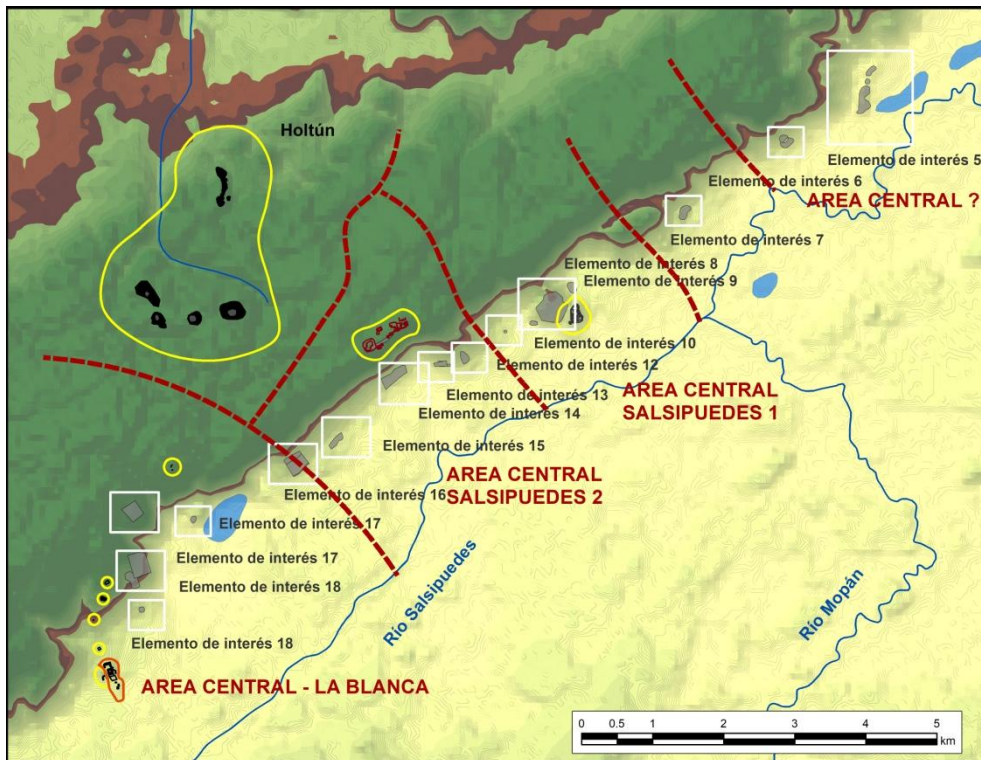 Holtún
Elemento de interés 5
Elemento de interés 6
AREA CENTRAL ?
Elemento de interés 7
Elemento de interés 8
Elemento de interés 9
Elemento de interés 10
Elemento de interés 12
Elemento de interés 13
Elemento de interés 14
AREA CENTRAL
SALSIPUEDES 1
Elemento de interés 15
AREA CENTRAL
SALSIPUEDES 2
Elemento de interés 16
Elemento de interés 17
Elemento de interés 17
Elemento de interés 18
Elemento de interés 18
Río Salsipuedes
Río Mopán
AREA CENTRAL - LA BLANCA
0 0.5 1 2 3 4 5
km